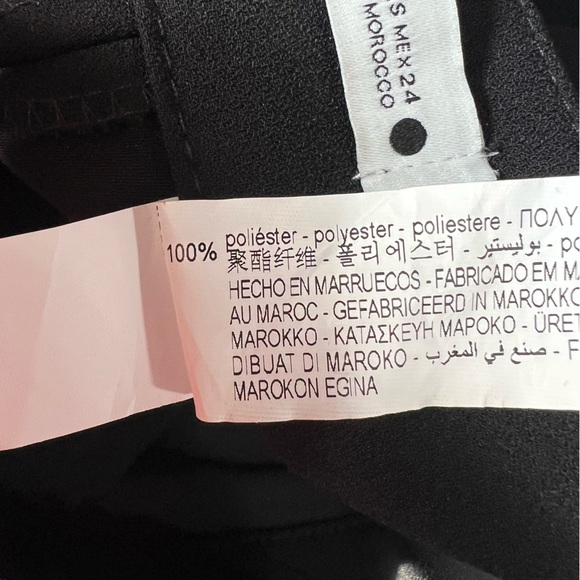 S MEX 24
MOROCCO
100% poliéster - polyester - poliestere - ΠΟΛΥ
聚酯纤维 - 폴리에스터 - بوليستير - po
HECHO EN MARRUECOS - FABRICADO EM M
AU MAROC - GEFABRICEERD IN MAROKKO
MAROKKO - ΚΑΤΑΣΚΕΥΗ ΜΑΡΟΚΟ - ÜRET
DIBUAT DI MAROKO - صنع في المغرب - F
MAROKON EGINA